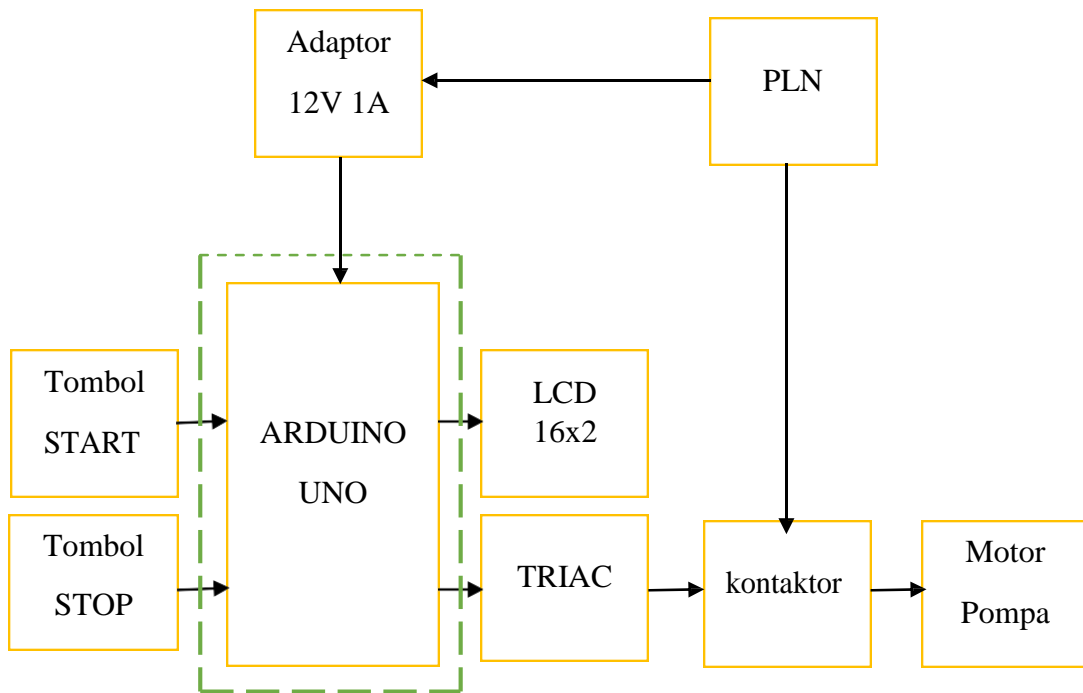 Adaptor
12V 1A
PLN
Tombol
START
ARDUINO
UNO
LCD
16x2
Tombol
STOP
TRIAC
kontaktor
Motor
Pompa